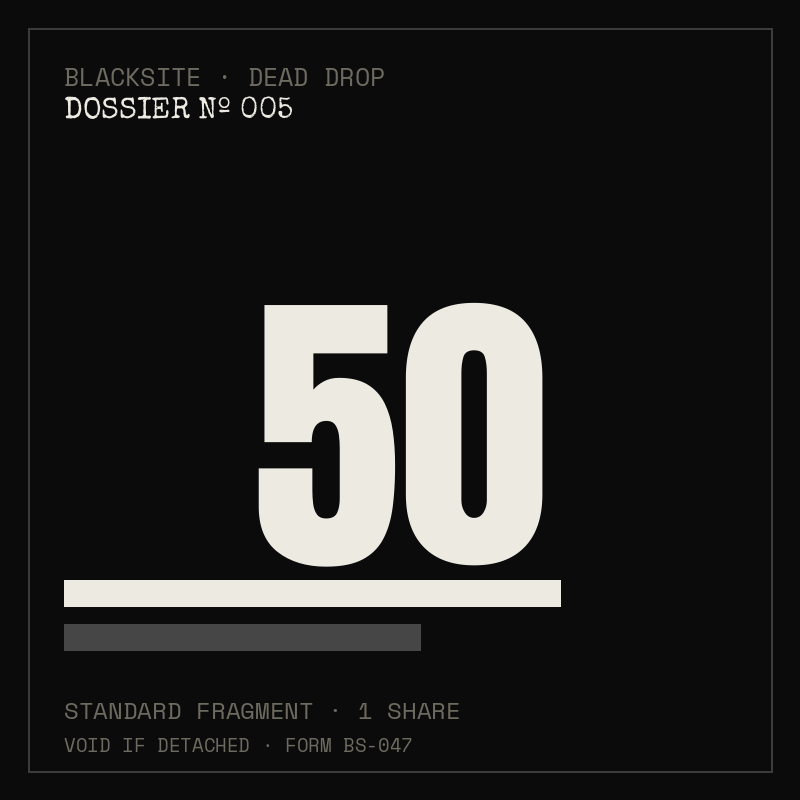 BLACKSITE · DEAD DROP
DOSSIER Nº 005
50
STANDARD FRAGMENT · 1 SHARE
VOID IF DETACHED · FORM BS-047